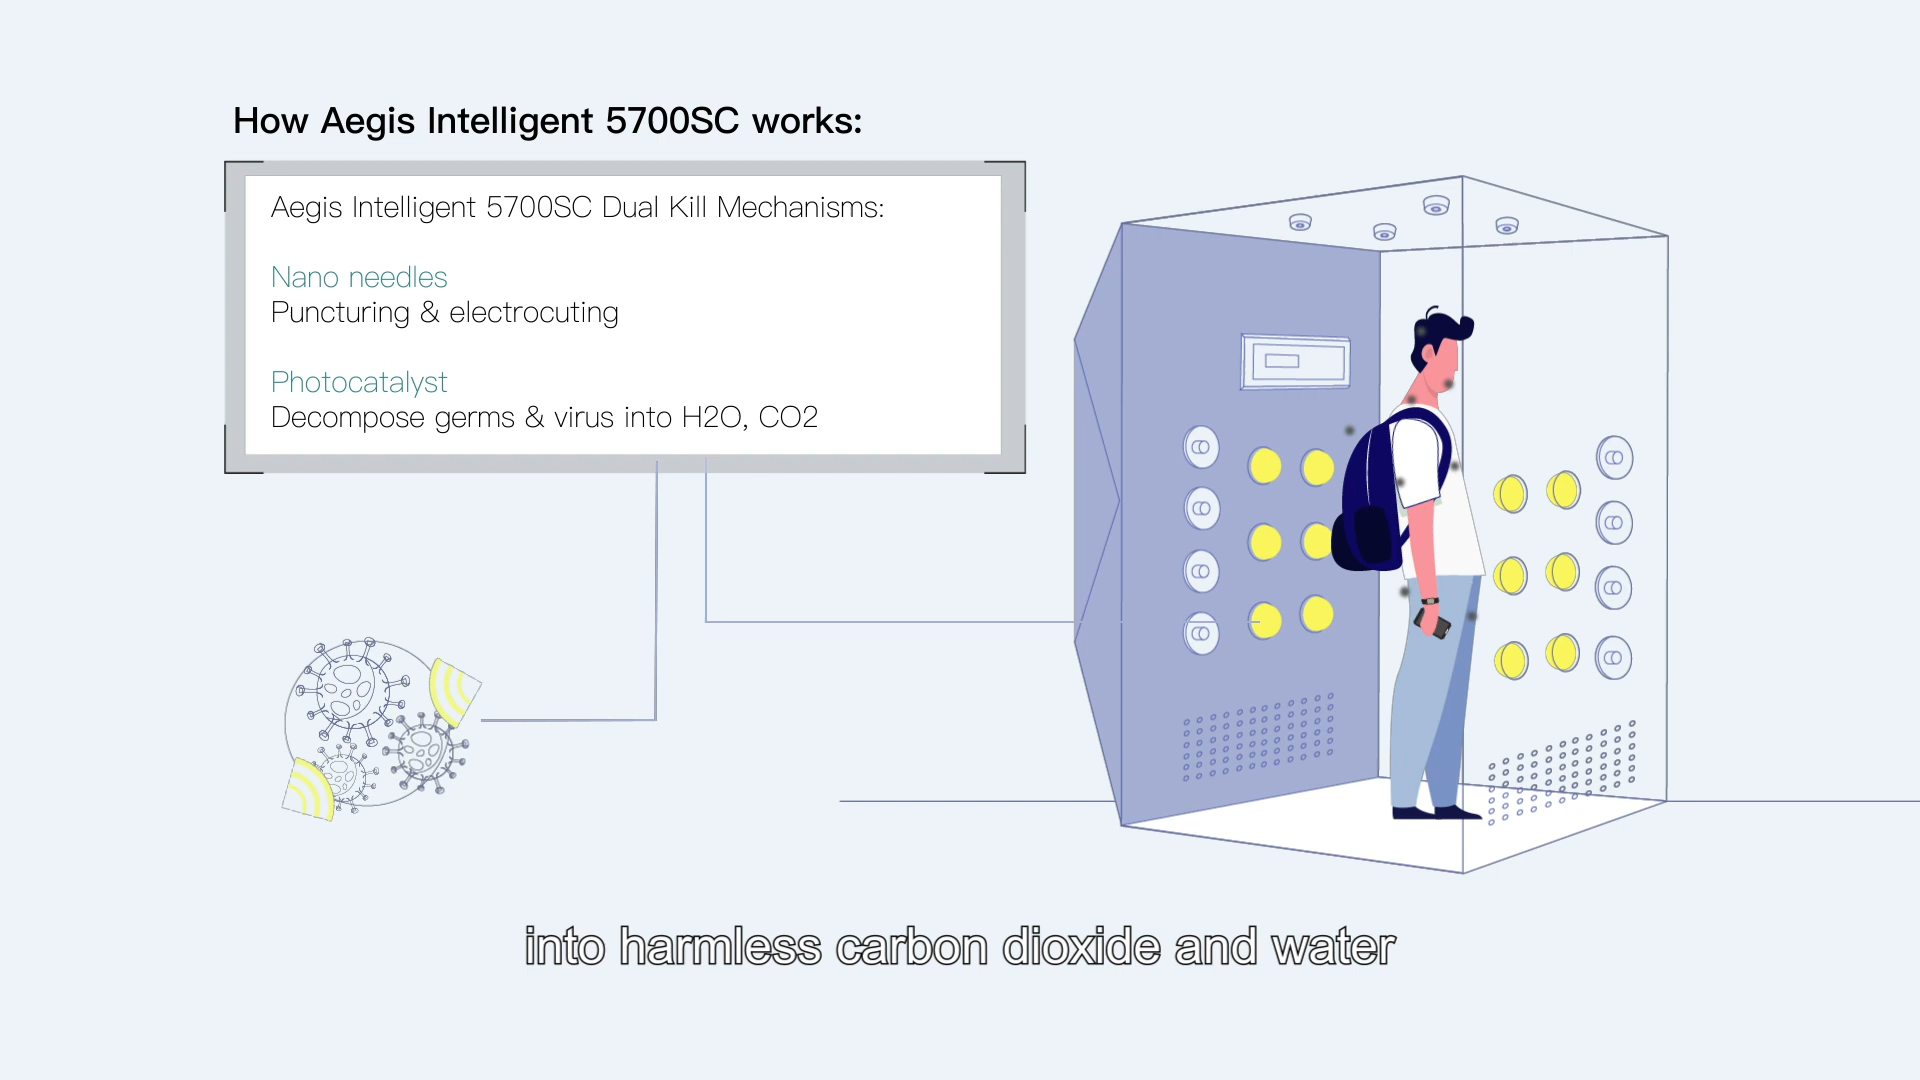 How Aegis Intelligent 5700SC works:
Aegis Intelligent 5700SC Dual Kill Mechanisms:
Nano needles
Puncturing & electrocuting
Photocatalyst
Decompose germs & virus into H2O, CO2
into harmless carbon dioxide and water